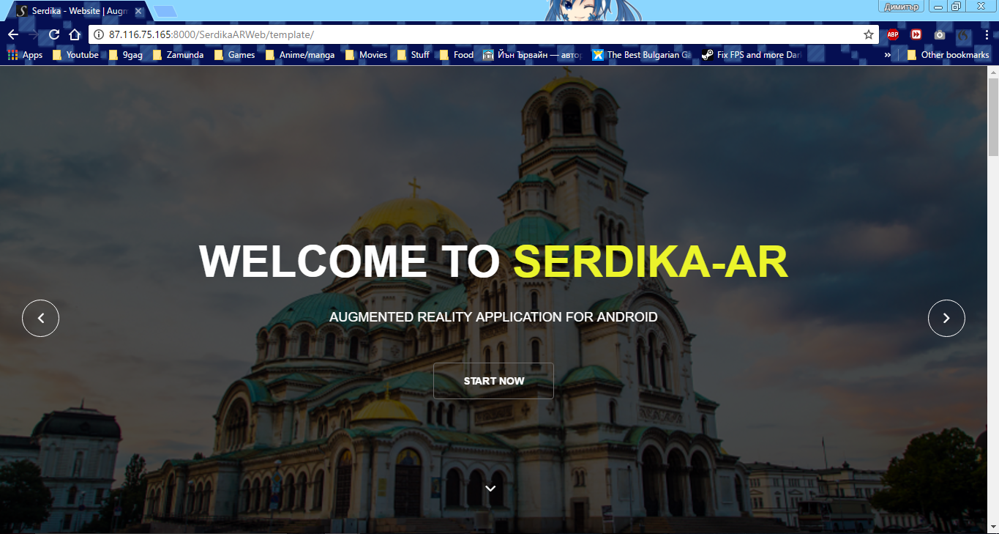 Serdika - Website | Augm
Димитър
87.116.75.165:8000/SerdikaARWeb/template/
ABP
Apps Youtube 9gag Zamunda Games Anime/manga Movies Stuff Food Йън Ървайн — автор The Best Bulgarian Ga Fix FPS and more Dark » Other bookmarks
WELCOME TO SERDIKA-AR
AUGMENTED REALITY APPLICATION FOR ANDROID
START NOW